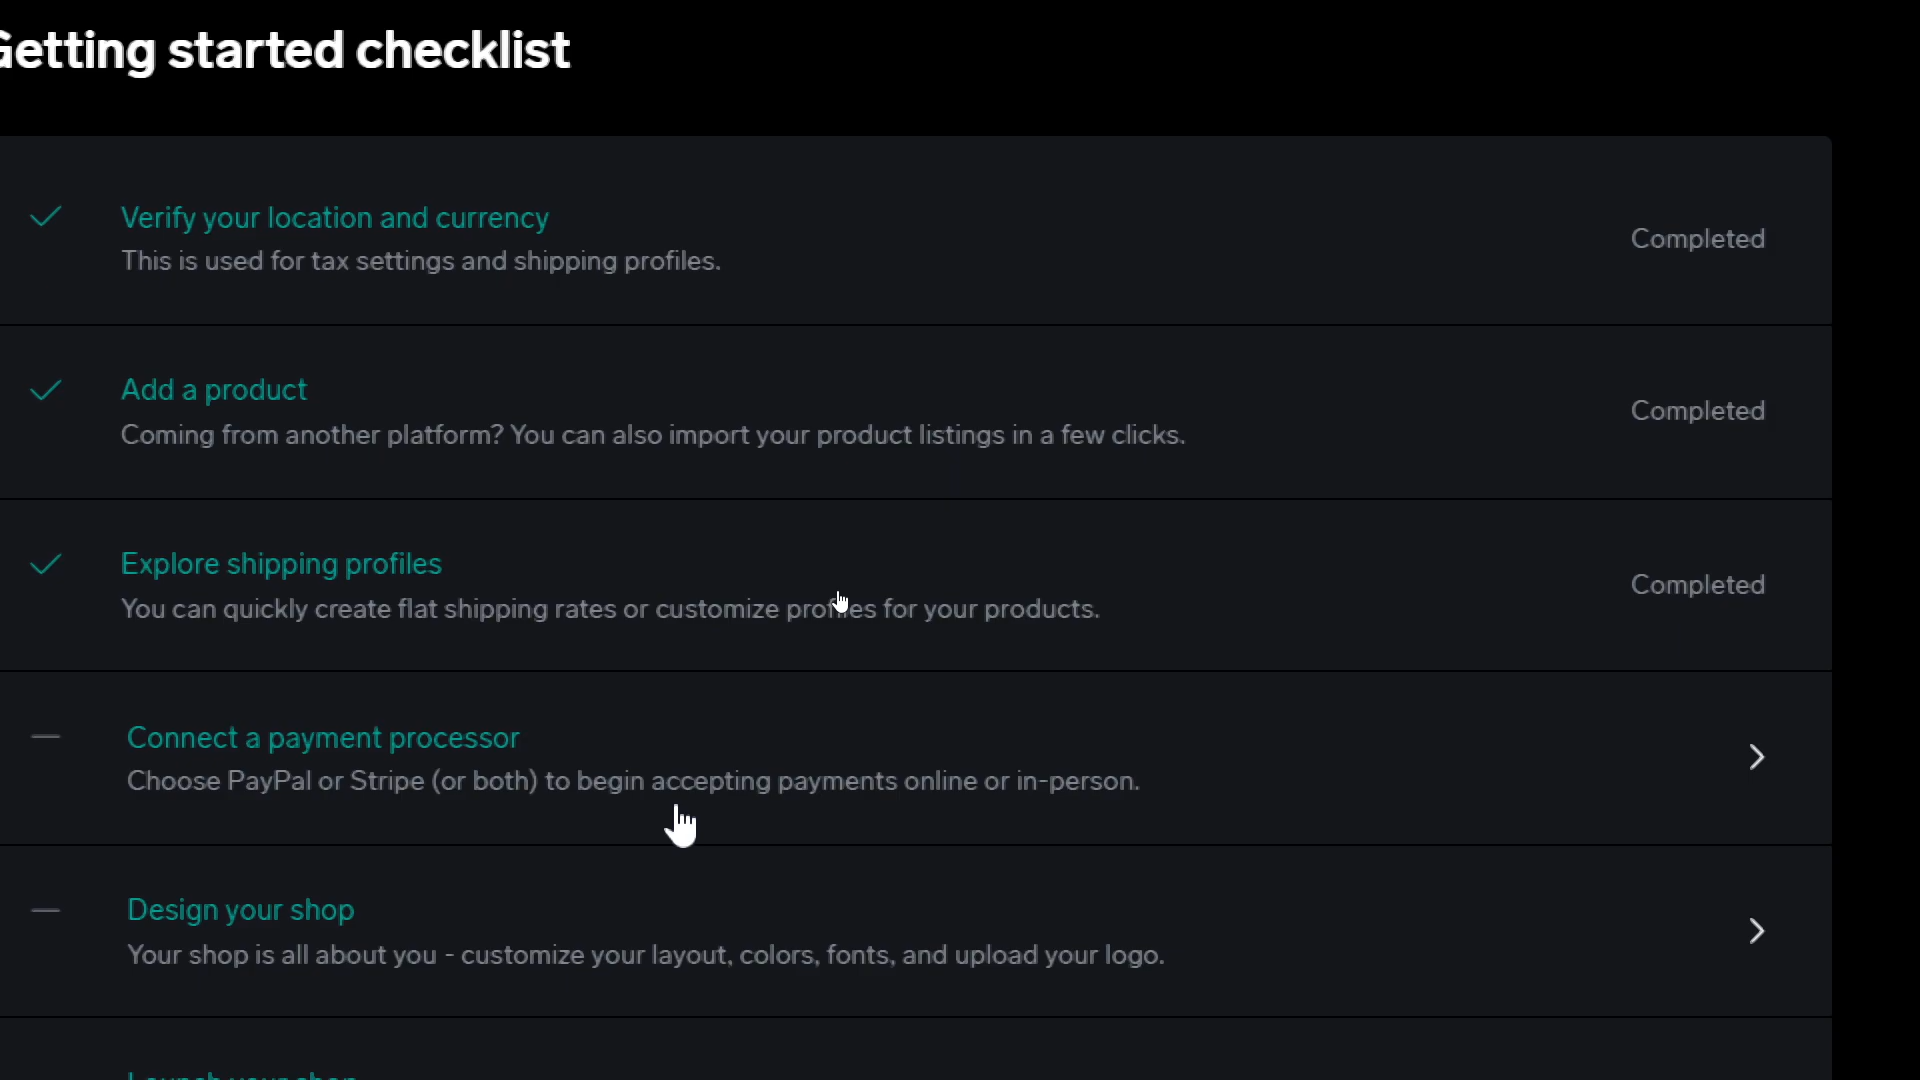 Getting started checklist
Verify your location and currency
This is used for tax settings and shipping profiles.
Completed
Add a product
Coming from another platform? You can also import your product listings in a few clicks.
Completed
Explore shipping profiles
You can quickly create flat shipping rates or customize profiles for your products.
Completed
Connect a payment processor
Choose PayPal or Stripe (or both) to begin accepting payments online or in-person.
Design your shop
Your shop is all about you - customize your layout, colors, fonts, and upload your logo.
Launch your shop